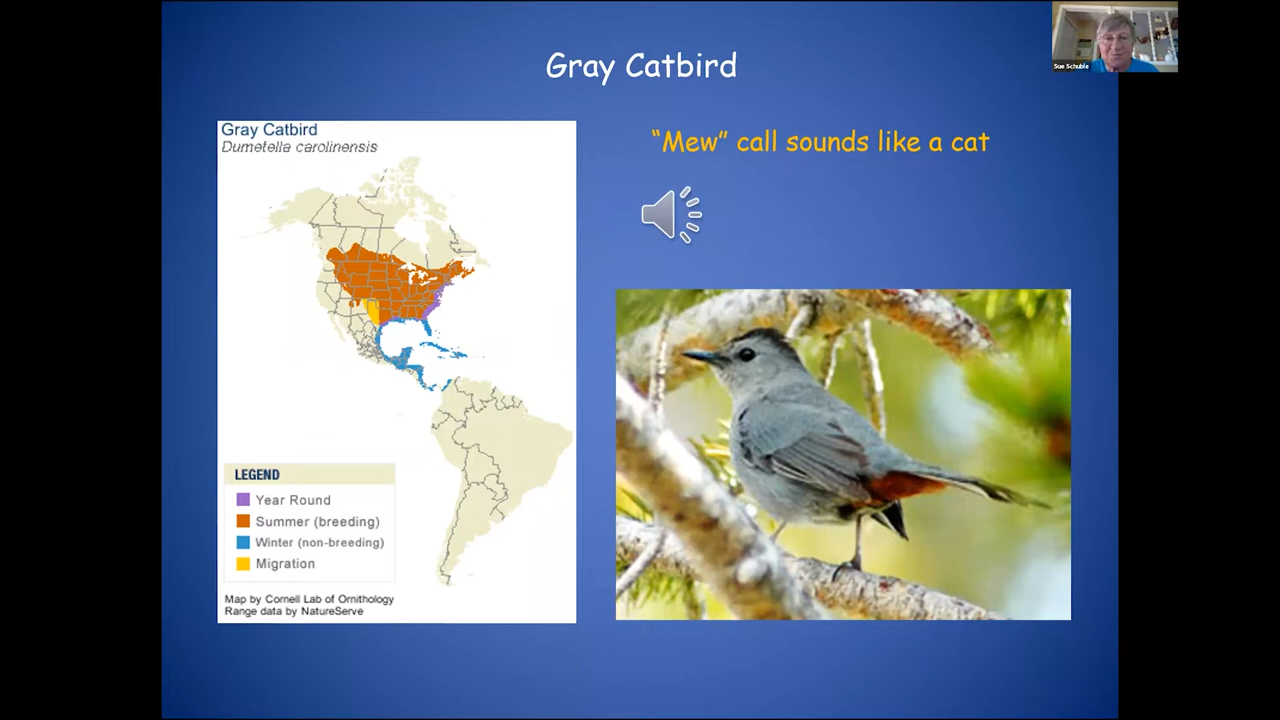 Gray Catbird
Sue Schuble
Gray Catbird
Dumetella carolinensis
“Mew” call sounds like a cat
LEGEND
Year Round
Summer (breeding)
Winter (non-breeding)
Migration
Map by Cornell Lab of Ornithology
Range data by NatureServe